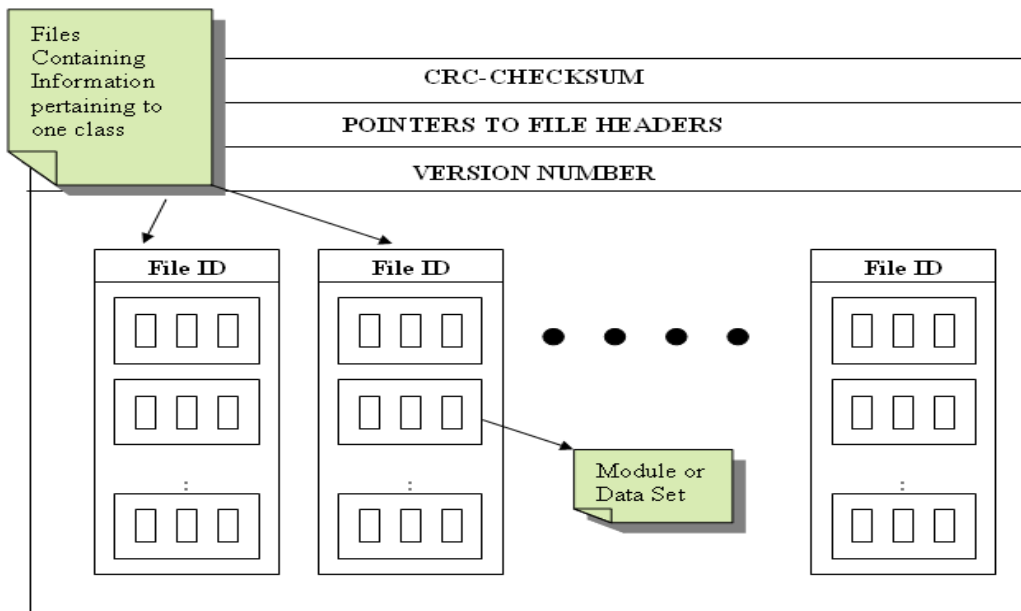 Files
Containing
Information
pertaining to
one class
CRC-CHECKSUM
POINTERS TO FILE HEADERS
VERSION NUMBER
File ID
File ID
File ID
Module or
Data Set